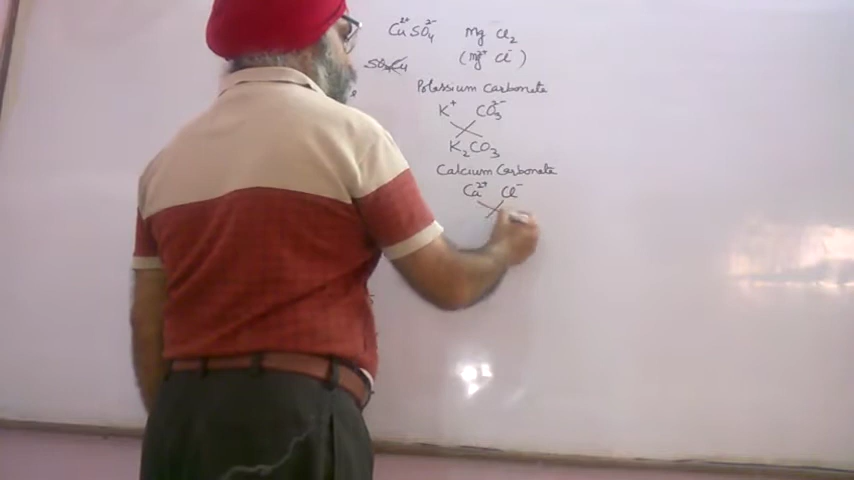 Cu²⁺ SO₄²⁻ Mg Cl₂
(Mg²⁺ Cl⁻)
Potassium Carbonate
K⁺ CO₃²⁻
K₂CO₃
Calcium Carbonate
Ca²⁺ Cl⁻